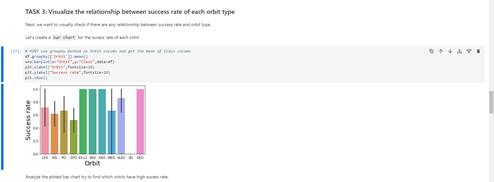 TASK 3: Visualize the relationship between success rate of each orbit type
Next, we want to visually check if there are any relationship between success rate and orbit type.
Let's create a bar chart for the sucess rate of each orbit
[17]: # HINT use groupby method on Orbit column and get the mean of Class column
df.groupby(['Orbit']).mean()
sns.barplot(x="Orbit",y="Class",data=df)
plt.xlabel("Orbit",fontsize=20)
plt.ylabel("Success rate",fontsize=20)
plt.show()
Success rate
1.0
0.8
0.6
0.4
0.2
0.0
LEO ISS PO GTO ES-L1 SSO HEO MEO VLEO SO GEO
Orbit
Analyze the ploted bar chart try to find which orbits have high sucess rate.